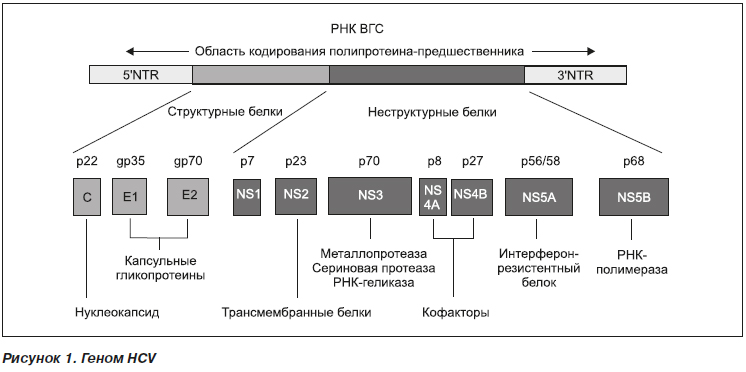 РНК ВГС
Область кодирования полипротеина-предшественника
5'NTR
3'NTR
Структурные белки
Неструктурные белки
p22
gp35
gp70
p7
p23
p70
p8
p27
p56/58
p68
C
E1
E2
NS1
NS2
NS3
NS
4A
NS4B
NS5A
NS5B
Капсульные
гликопротеины
Металлопротеаза
Сериновая протеаза
РНК-геликаза
Интерферон-
резистентный
белок
РНК-
полимераза
Нуклеокапсид
Трансмембранные белки
Кофакторы
Рисунок 1. Геном HCV